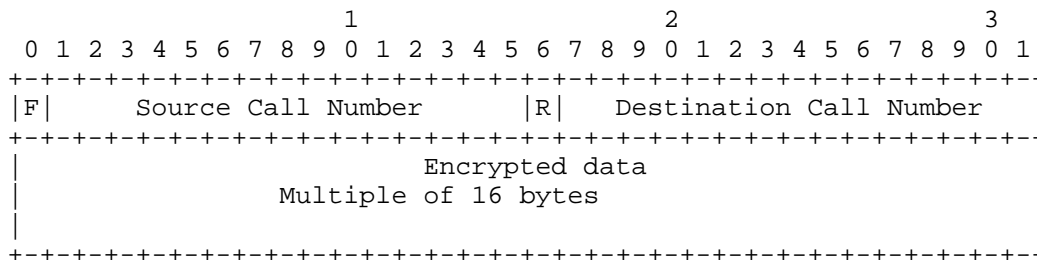 1                   2                   3
 0 1 2 3 4 5 6 7 8 9 0 1 2 3 4 5 6 7 8 9 0 1 2 3 4 5 6 7 8 9 0 1
+-+-+-+-+-+-+-+-+-+-+-+-+-+-+-+-+-+-+-+-+-+-+-+-+-+-+-+-+-+-+-+--
|F|     Source Call Number      |R|   Destination Call Number
+-+-+-+-+-+-+-+-+-+-+-+-+-+-+-+-+-+-+-+-+-+-+-+-+-+-+-+-+-+-+-+--
|                         Encrypted data
|                Multiple of 16 bytes
|
+-+-+-+-+-+-+-+-+-+-+-+-+-+-+-+-+-+-+-+-+-+-+-+-+-+-+-+-+-+-+-+--